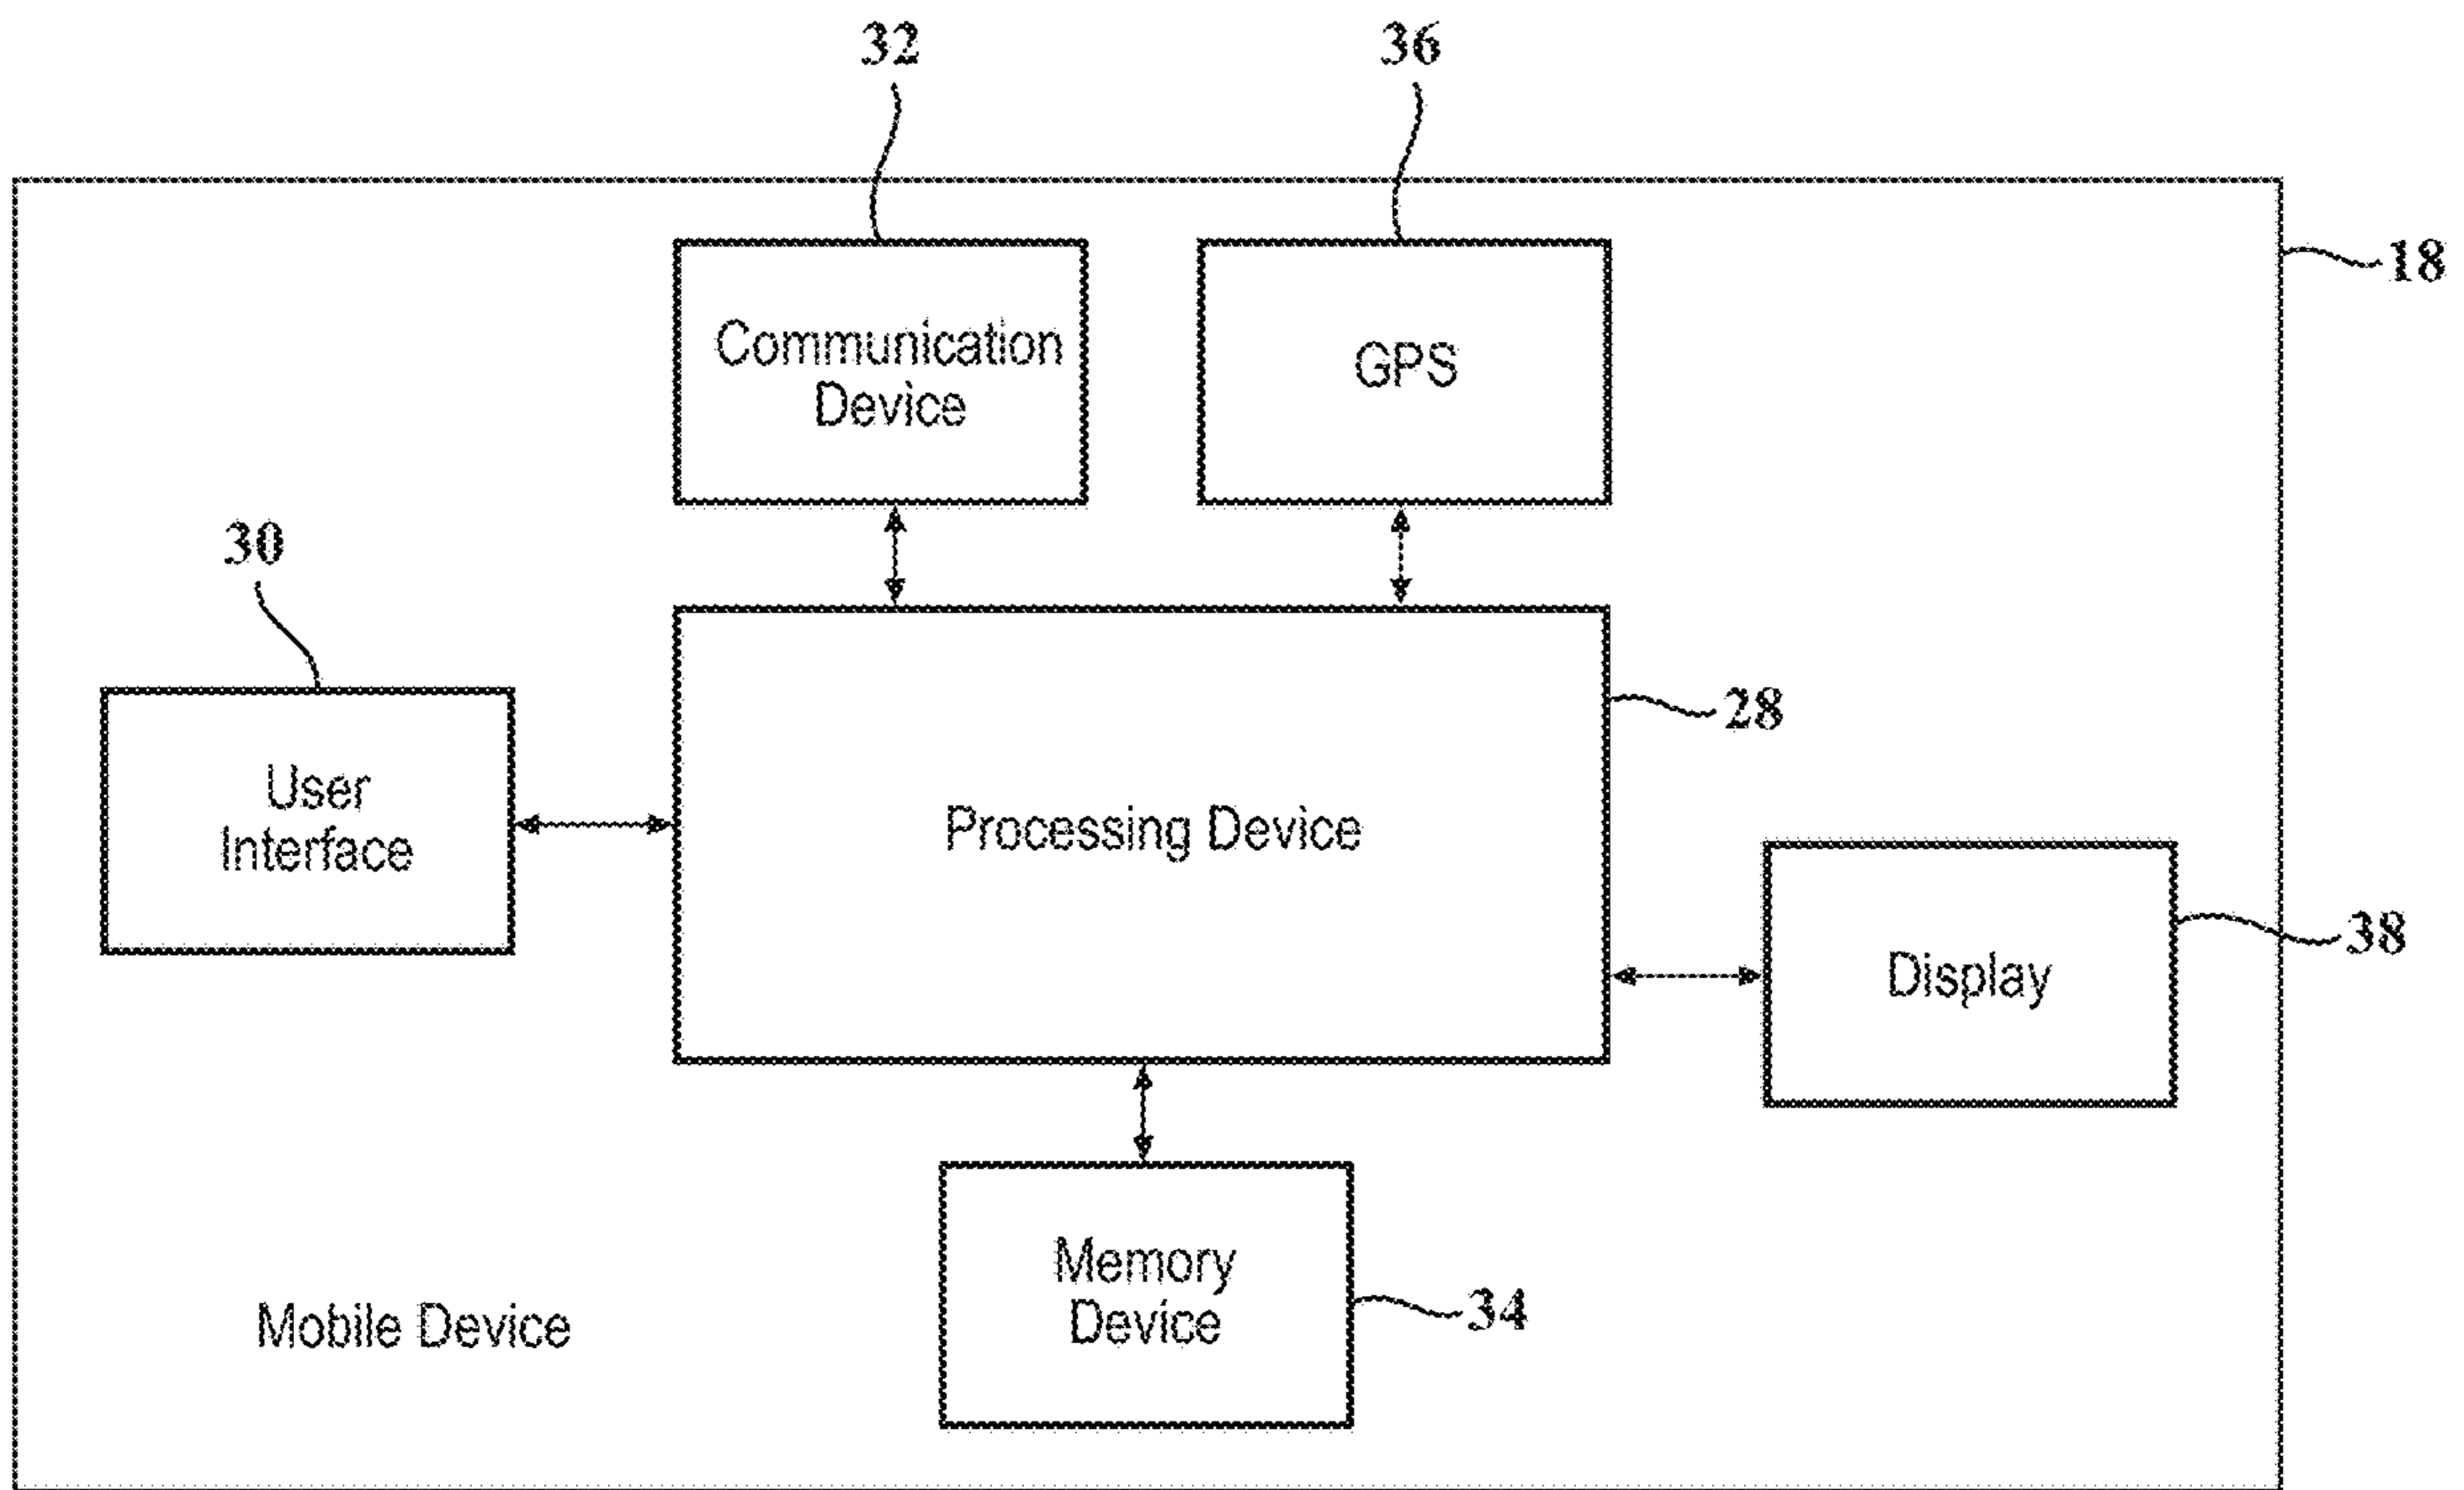 32
36
18
Communication
Device
GPS
30
28
User
Interface
Processing Device
38
Display
Memory
Device
34
Mobile Device